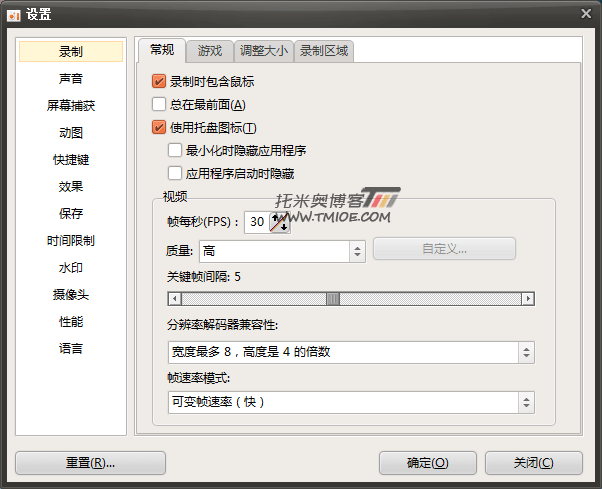 设置
录制
声音
屏幕捕获
动图
快捷键
效果
保存
时间限制
水印
摄像头
性能
语言
常规 游戏 调整大小 录制区域
录制时包含鼠标
总在最前面(A)
使用托盘图标(T)
最小化时隐藏应用程序
应用程序启动时隐藏
视频
托米奥博客 TM
WWW.TMIOE.COM
帧每秒(FPS)： 30
质量: 高 自定义...
关键帧间隔: 5
分辨率解码器兼容性:
宽度最多 8，高度是 4 的倍数
帧速率模式:
可变帧速率（快）
重置(R)... 确定(O) 关闭(C)